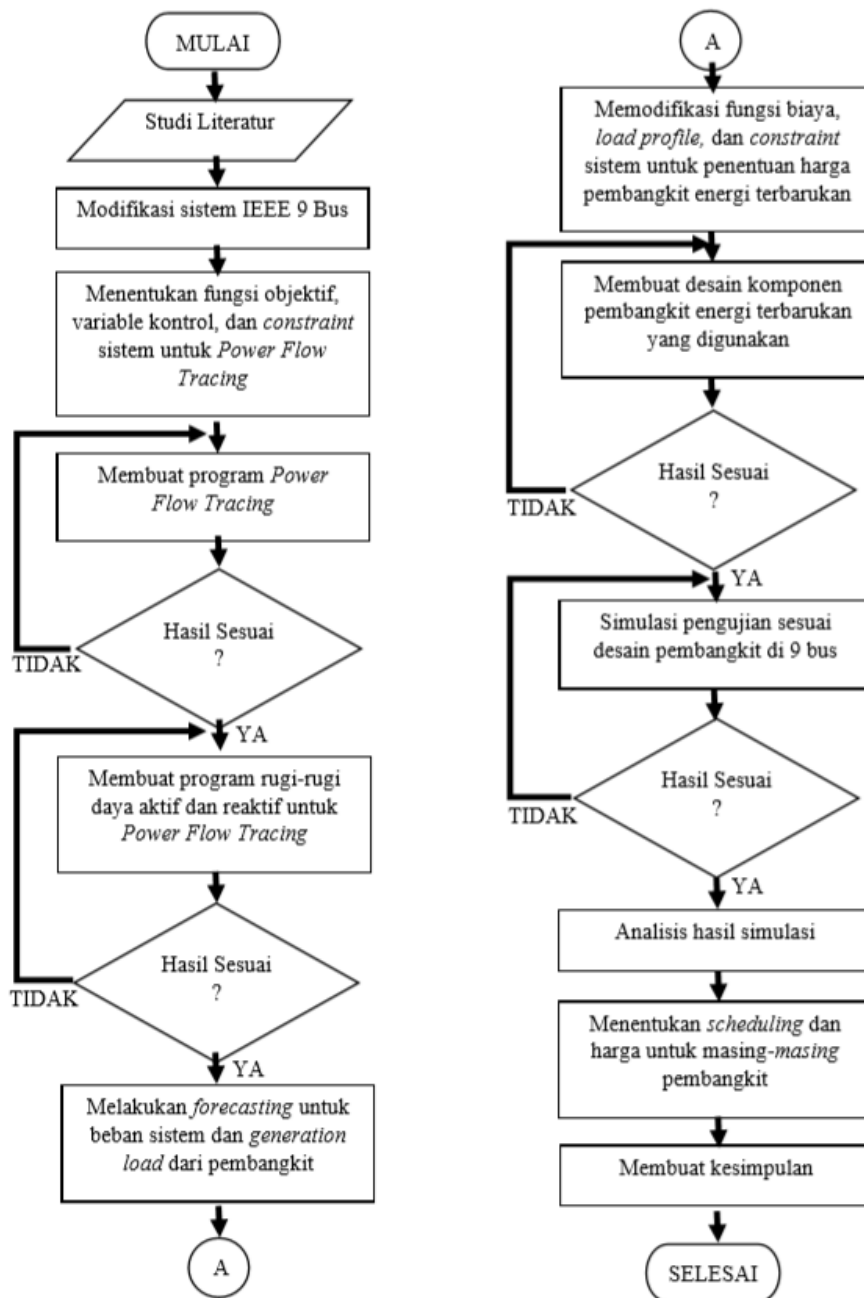 MULAI
Studi Literatur
Modifikasi sistem IEEE 9 Bus
Menentukan fungsi objektif,
variable kontrol, dan constraint
sistem untuk Power Flow
Tracing
Membuat program Power
Flow Tracing
Hasil Sesuai
?
TIDAK
YA
Membuat program rugi-rugi
daya aktif dan reaktif untuk
Power Flow Tracing
Hasil Sesuai
?
TIDAK
YA
Melakukan forecasting untuk
beban sistem dan generation
load dari pembangkit
A
A
Memodifikasi fungsi biaya,
load profile, dan constraint
sistem untuk penentuan harga
pembangkit energi terbarukan
Membuat desain komponen
pembangkit energi terbarukan
yang digunakan
Hasil Sesuai
?
TIDAK
YA
Simulasi pengujian sesuai
desain pembangkit di 9 bus
Hasil Sesuai
?
TIDAK
YA
Analisis hasil simulasi
Menentukan scheduling dan
harga untuk masing-masing
pembangkit
Membuat kesimpulan
SELESAI